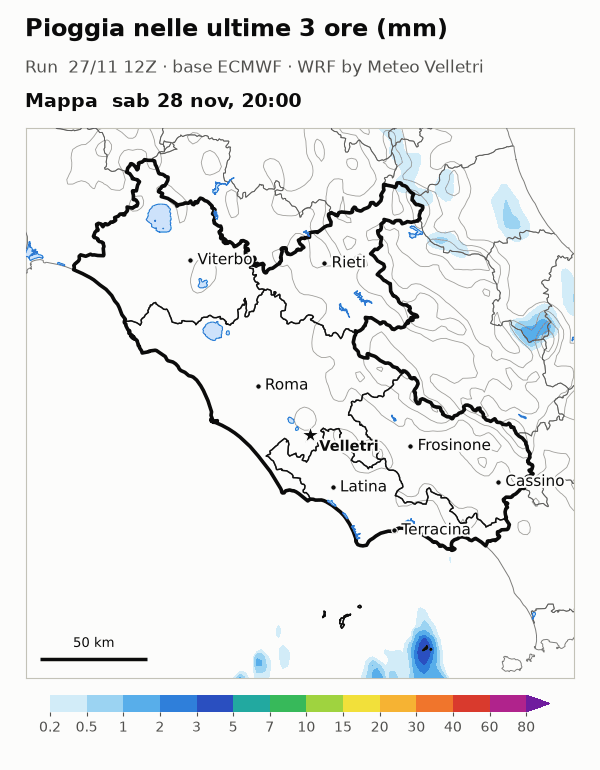 Pioggia nelle ultime 3 ore (mm)
Run  27/11 12Z · base ECMWF · WRF by Meteo Velletri
Mappa  sab 28 nov, 20:00
Viterbo
Rieti
Roma
Velletri
Frosinone
Latina
Cassino
Terracina
50 km
0.2 0.5 1 2 3 5 7 10 15 20 30 40 60 80